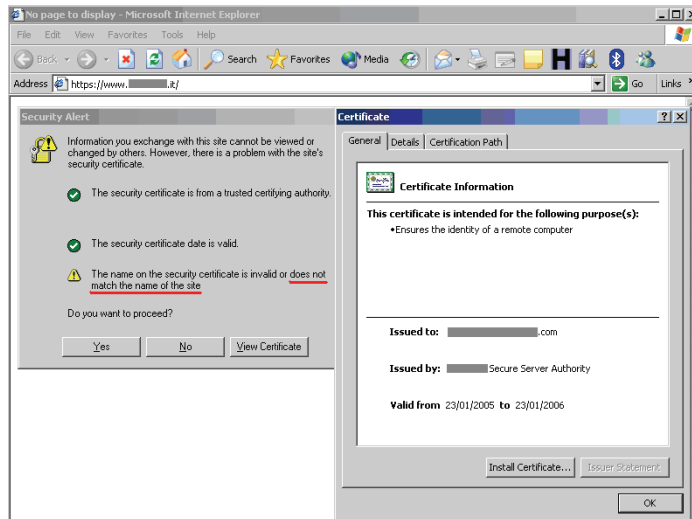 No page to display - Microsoft Internet Explorer
File Edit View Favorites Tools Help
Back Search Favorites Media
Address https://www. .it/ Go Links »
Security Alert
Information you exchange with this site cannot be viewed or
changed by others. However, there is a problem with the site's
security certificate.
The security certificate is from a trusted certifying authority.
The security certificate date is valid.
The name on the security certificate is invalid or does not
match the name of the site
Do you want to proceed?
Yes No View Certificate
Certificate
General Details Certification Path
Certificate Information
This certificate is intended for the following purpose(s):
•Ensures the identity of a remote computer
Issued to: .com
Issued by: Secure Server Authority
Valid from 23/01/2005 to 23/01/2006
Install Certificate... Issuer Statement
OK